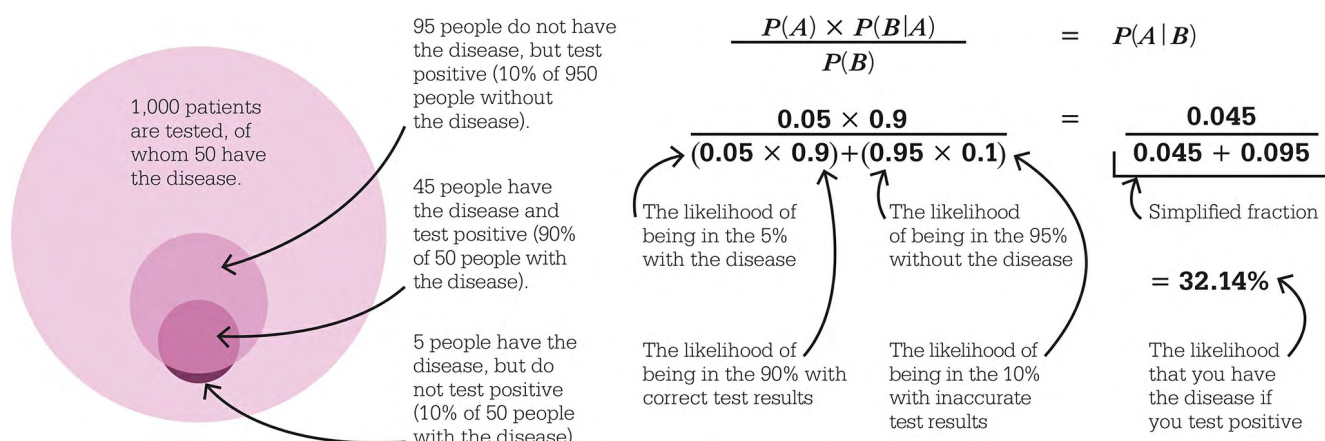 1,000 patients
are tested, of
whom 50 have
the disease.
95 people do not have
the disease, but test
positive (10% of 950
people without
the disease).
45 people have
the disease and
test positive (90%
of 50 people with
the disease).
5 people have the
disease, but do
not test positive
(10% of 50 people
with the disease)
P(A) × P(B|A)
P(B)
= P(A|B)
0.05 × 0.9
(0.05 × 0.9)+(0.95 × 0.1)
=
0.045
0.045 + 0.095
The likelihood of
being in the 5%
with the disease
The likelihood
of being in the 95%
without the disease
Simplified fraction
= 32.14%
The likelihood of
being in the 90% with
correct test results
The likelihood of
being in the 10%
with inaccurate
test results
The likelihood
that you have
the disease if
you test positive